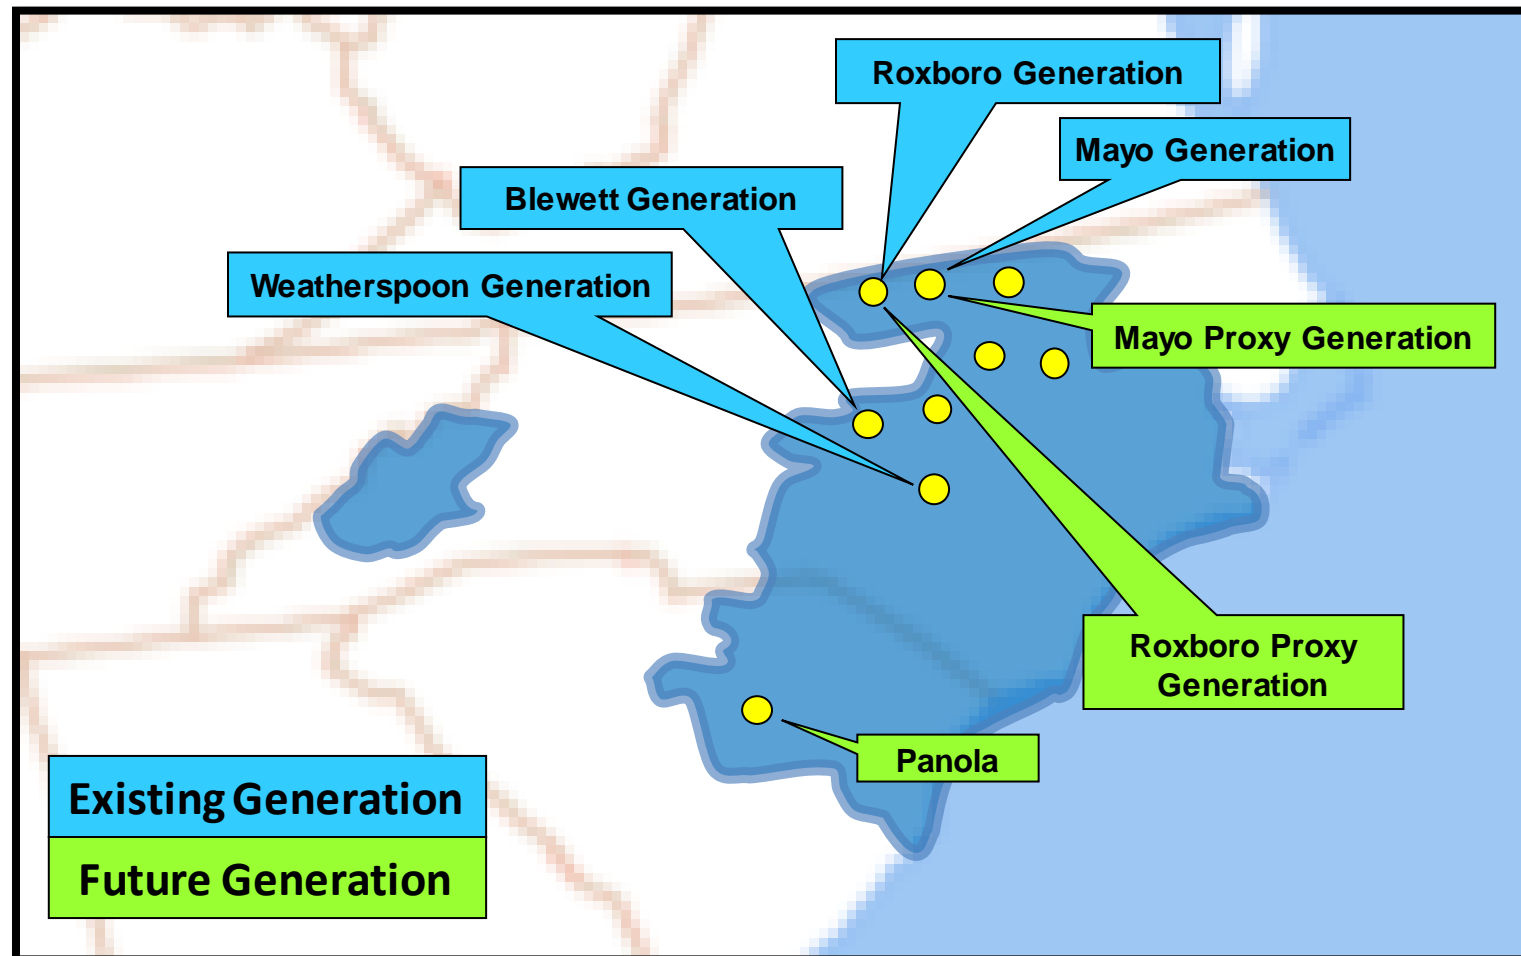 Roxboro Generation
Mayo Generation
Blewett Generation
Weatherspoon Generation
Mayo Proxy Generation
Roxboro Proxy
Generation
Panola
Existing Generation
Future Generation